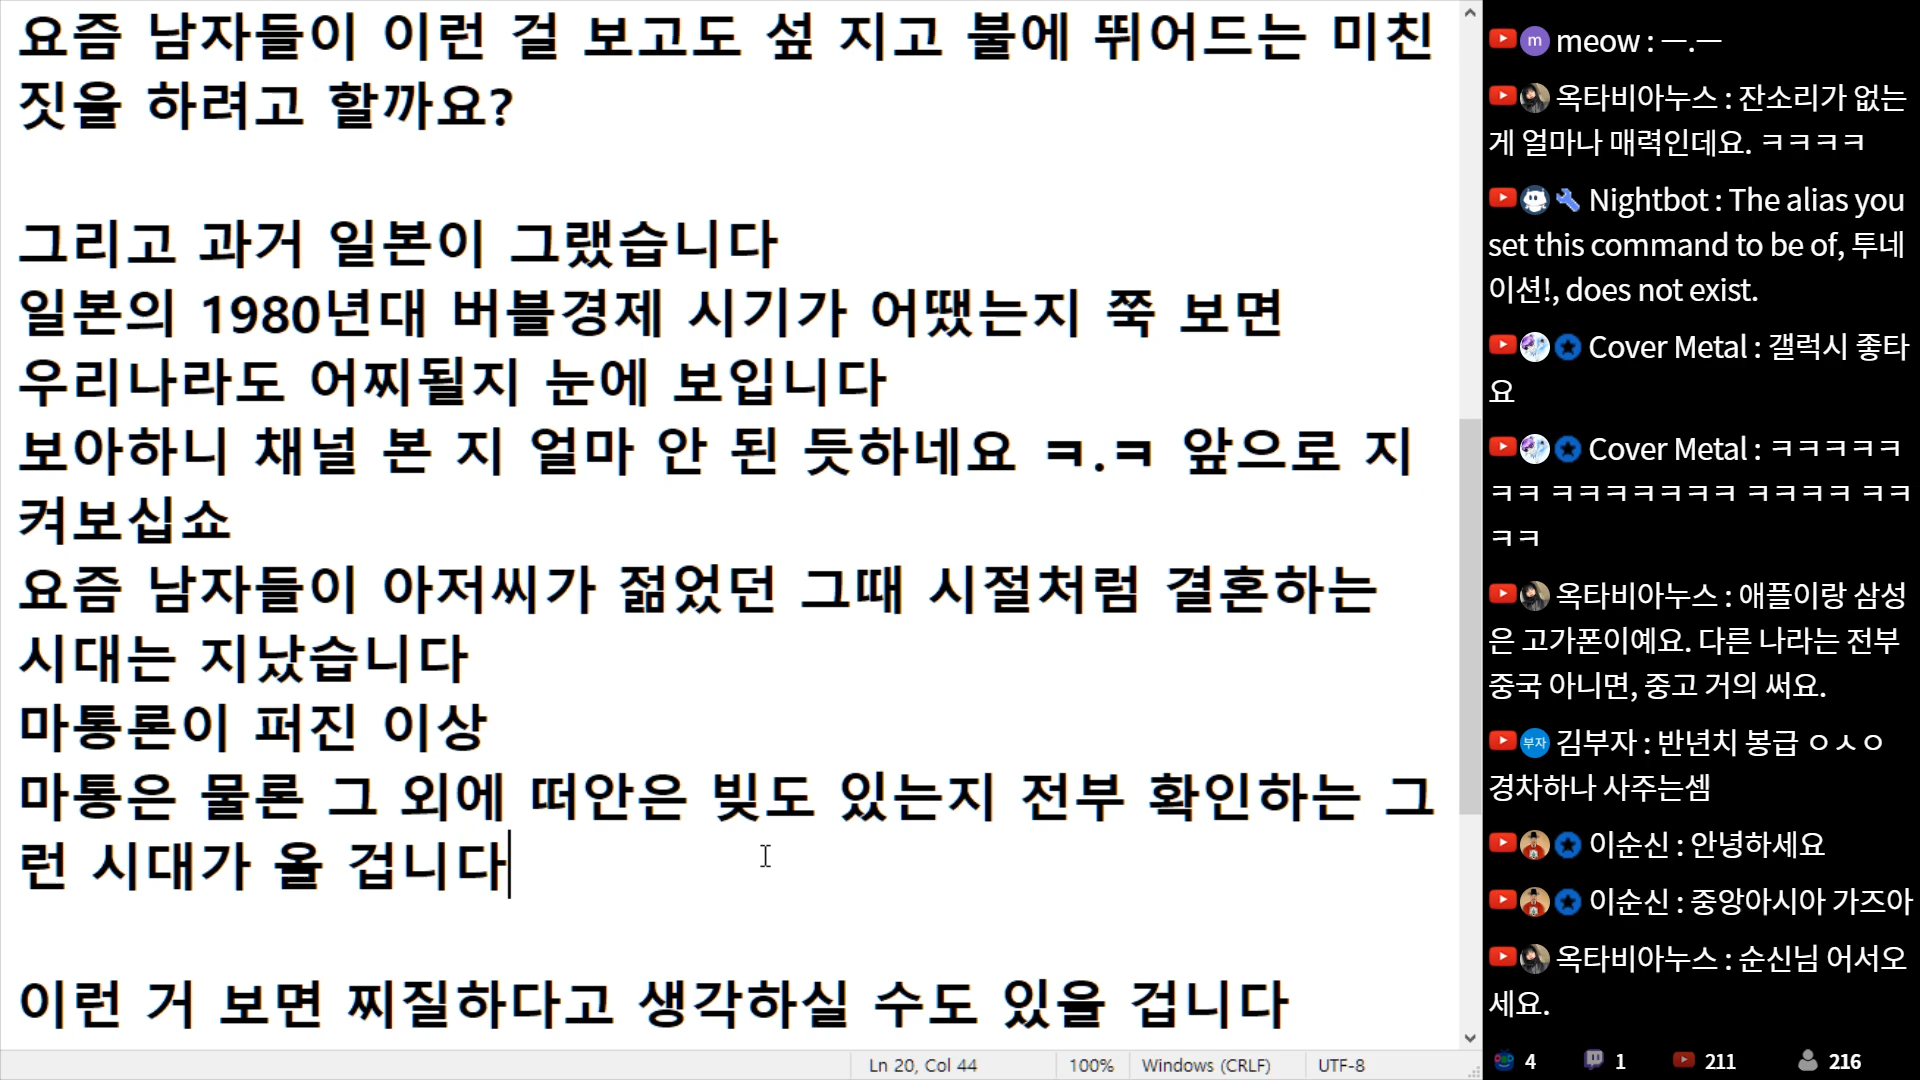 요즘 남자들이 이런 걸 보고도 섶 지고 불에 뛰어드는 미친
짓을 하려고 할까요?
그리고 과거 일본이 그랬습니다
일본의 1980년대 버블경제 시기가 어땠는지 쭉 보면
우리나라도 어찌될지 눈에 보입니다
보아하니 채널 본 지 얼마 안 된 듯하네요 ㅋ.ㅋ 앞으로 지
켜보십쇼
요즘 남자들이 아저씨가 젊었던 그때 시절처럼 결혼하는
시대는 지났습니다
마통론이 퍼진 이상
마통은 물론 그 외에 떠안은 빚도 있는지 전부 확인하는 그
런 시대가 올 겁니다
이런 거 보면 찌질하다고 생각하실 수도 있을 겁니다
Ln 20, Col 44
100%
Windows (CRLF)
UTF-8
m meow : ㅡ.ㅡ
옥타비아누스 : 잔소리가 없는
게 얼마나 매력인데요. ㅋㅋㅋㅋ
Nightbot : The alias you
set this command to be of, 투네
이션!, does not exist.
Cover Metal : 갤럭시 좋타
요
Cover Metal : ㅋㅋㅋㅋㅋ
ㅋㅋ ㅋㅋㅋㅋㅋㅋㅋ ㅋㅋㅋㅋ ㅋㅋ
ㅋㅋ
옥타비아누스 : 애플이랑 삼성
은 고가폰이예요. 다른 나라는 전부
중국 아니면, 중고 거의 써요.
부자 김부자 : 반년치 봉급 ㅇㅅㅇ
경차하나 사주는셈
이순신 : 안녕하세요
이순신 : 중앙아시아 가즈아
옥타비아누스 : 순신님 어서오
세요.
4
1
211
216